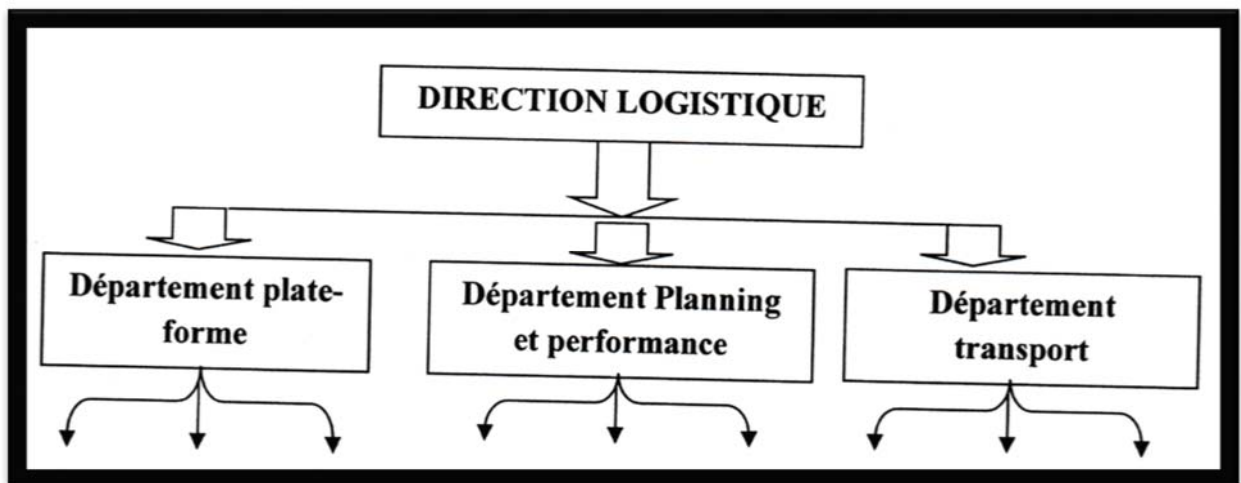 DIRECTION LOGISTIQUE
Département plate-
forme
Département Planning
et performance
Département
transport